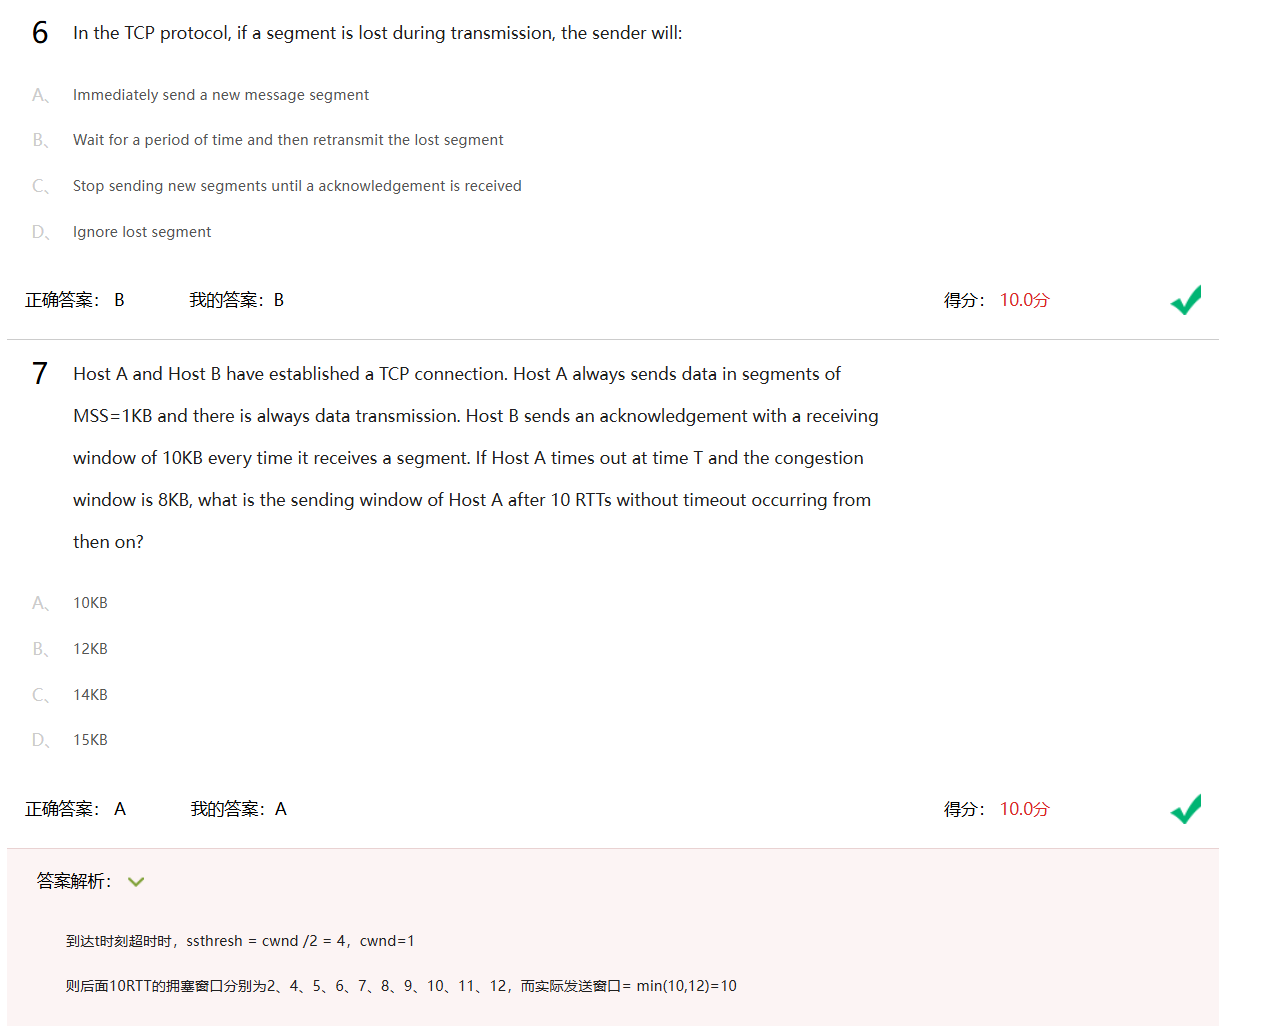 6 In the TCP protocol, if a segment is lost during transmission, the sender will:
A、 Immediately send a new message segment
B、 Wait for a period of time and then retransmit the lost segment
C、 Stop sending new segments until a acknowledgement is received
D、 Ignore lost segment
正确答案： B 我的答案：B 得分： 10.0分
7 Host A and Host B have established a TCP connection. Host A always sends data in segments of
MSS=1KB and there is always data transmission. Host B sends an acknowledgement with a receiving
window of 10KB every time it receives a segment. If Host A times out at time T and the congestion
window is 8KB, what is the sending window of Host A after 10 RTTs without timeout occurring from
then on?
A、 10KB
B、 12KB
C、 14KB
D、 15KB
正确答案： A 我的答案：A 得分： 10.0分
答案解析：
到达t时刻超时时，ssthresh = cwnd /2 = 4，cwnd=1
则后面10RTT的拥塞窗口分别为2、4、5、6、7、8、9、10、11、12，而实际发送窗口= min(10,12)=10